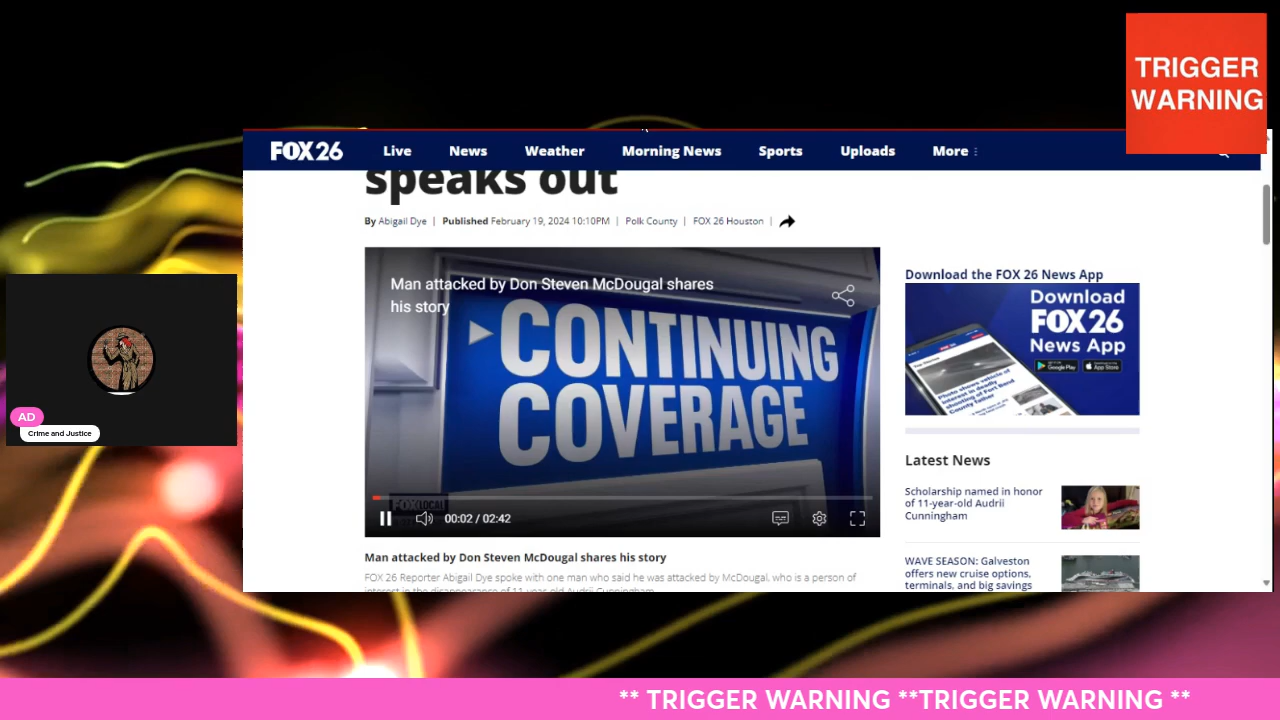 TRIGGER
WARNING
FOX 26
Live
News
Weather
Morning News
Sports
Uploads
More
speaks out
By Abigail Dye | Published February 19, 2024 10:10PM | Polk County | FOX 26 Houston |
Man attacked by Don Steven McDougal shares
his story
CONTINUING
COVERAGE
FOX LOCAL
00:02 / 02:42
Man attacked by Don Steven McDougal shares his story
FOX 26 Reporter Abigail Dye spoke with one man who said he was attacked by McDougal, who is a person of
interest in the disappearance of 11-year-old Audrii Cunningham.
Download the FOX 26 News App
Download
FOX 26
News App
Google Play
App Store
Latest News
Scholarship named in honor
of 11-year-old Audrii
Cunningham
WAVE SEASON: Galveston
offers new cruise options,
terminals, and big savings
AD
Crime and Justice
** TRIGGER WARNING **TRIGGER WARNING **